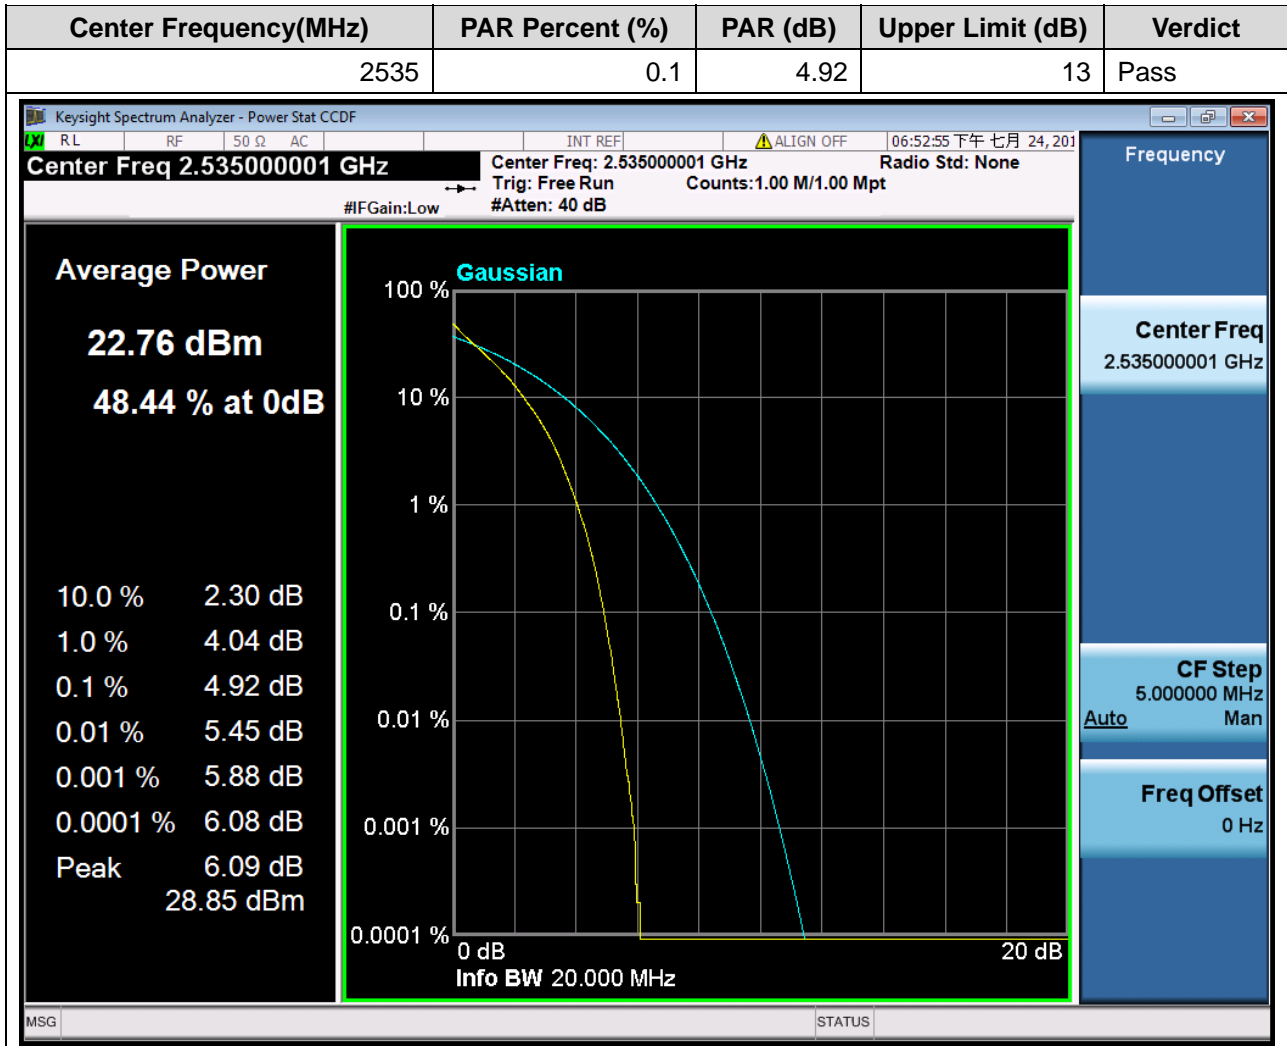 Center Frequency(MHz) PAR Percent (%) PAR (dB) Upper Limit (dB) Verdict
2535 0.1 4.92 13 Pass
Keysight Spectrum Analyzer - Power Stat CCDF
LXI RL RF 50 Ω AC INT REF ALIGN OFF 06:52:55 下午 七月 24, 201
Center Freq 2.535000001 GHz
Center Freq: 2.535000001 GHz Radio Std: None
Trig: Free Run Counts:1.00 M/1.00 Mpt
#IFGain:Low #Atten: 40 dB
Frequency
Average Power
22.76 dBm
48.44 % at 0dB
10.0 % 2.30 dB
1.0 % 4.04 dB
0.1 % 4.92 dB
0.01 % 5.45 dB
0.001 % 5.88 dB
0.0001 % 6.08 dB
Peak 6.09 dB
28.85 dBm
Gaussian
100 %
10 %
1 %
0.1 %
0.01 %
0.001 %
0.0001 %
0 dB 20 dB
Info BW 20.000 MHz
Center Freq
2.535000001 GHz
CF Step
5.000000 MHz
Auto Man
Freq Offset
0 Hz
MSG STATUS